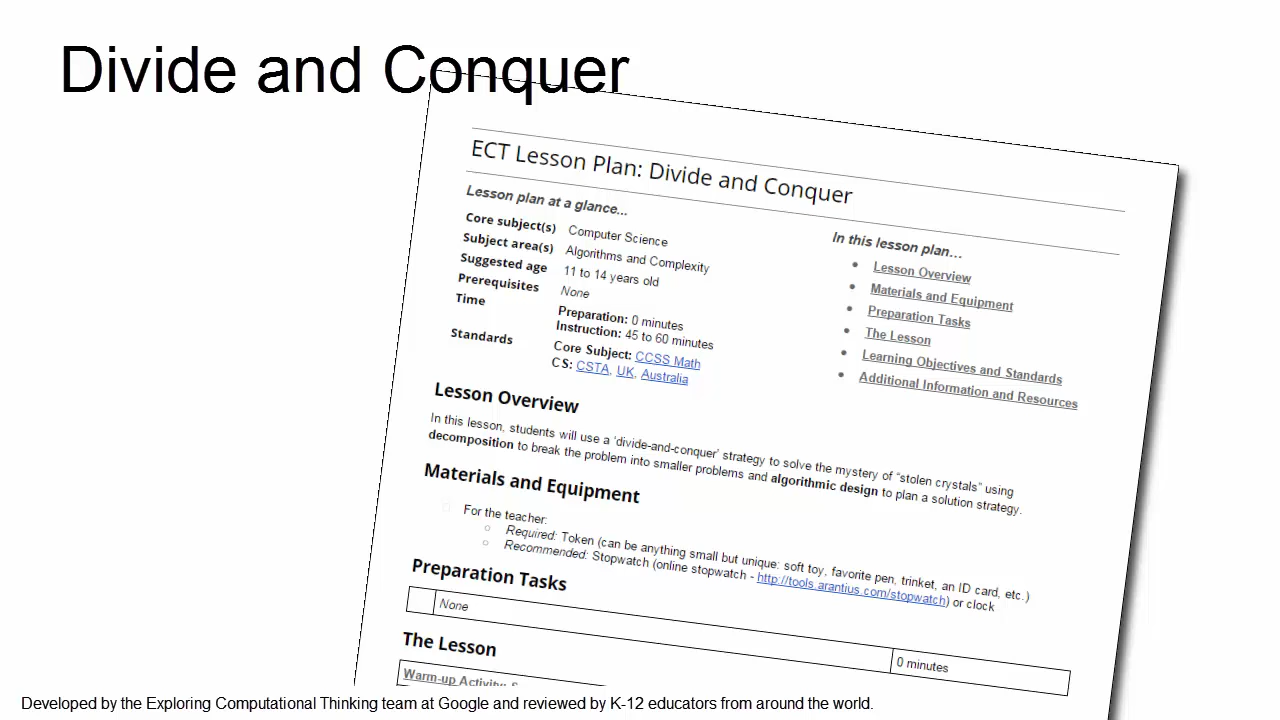 Divide and Conquer
ECT Lesson Plan: Divide and Conquer
Lesson plan at a glance...
Core subject(s) Computer Science
Subject area(s) Algorithms and Complexity
Suggested age 11 to 14 years old
Prerequisites None
Time Preparation: 0 minutes
Instruction: 45 to 60 minutes
Standards Core Subject: CCSS Math
CS: CSTA, UK, Australia
In this lesson plan…
Lesson Overview
Materials and Equipment
Preparation Tasks
The Lesson
Learning Objectives and Standards
Additional Information and Resources
Lesson Overview
In this lesson, students will use a ‘divide-and-conquer’ strategy to solve the mystery of “stolen crystals” using
decomposition to break the problem into smaller problems and algorithmic design to plan a solution strategy.
Materials and Equipment
For the teacher:
Required: Token (can be anything small but unique: soft toy, favorite pen, trinket, an ID card, etc.)
Recommended: Stopwatch (online stopwatch - http://tools.arantius.com/stopwatch) or clock
Preparation Tasks
None 0 minutes
The Lesson
Warm-up Activity:
Developed by the Exploring Computational Thinking team at Google and reviewed by K-12 educators from around the world.